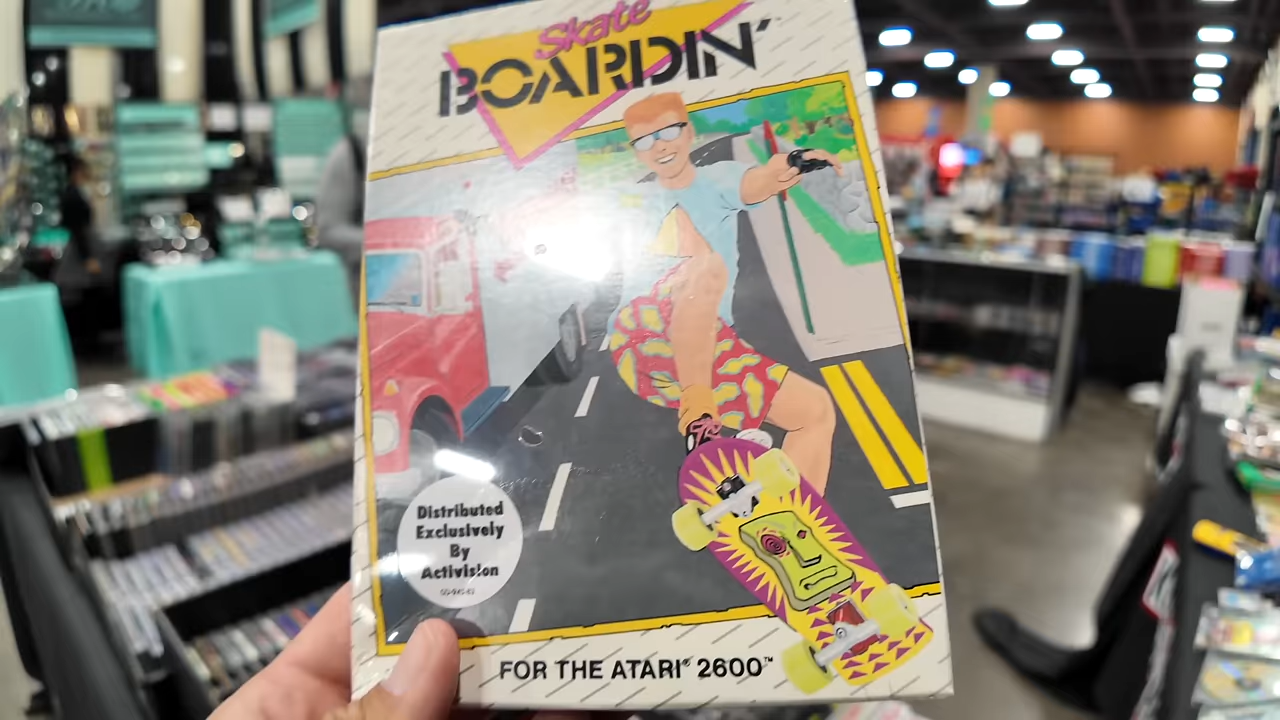 Skate
BOARDIN'
Distributed
Exclusively
By
Activision
FOR THE ATARI® 2600™